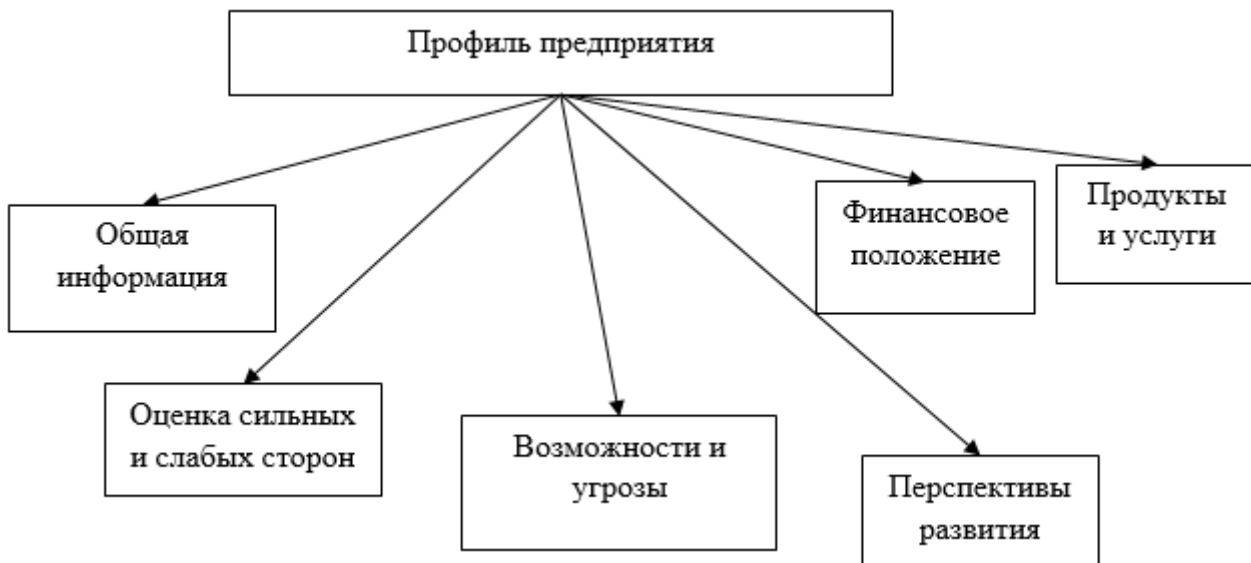 Профиль предприятия
Общая
информация
Финансовое
положение
Продукты
и услуги
Оценка сильных
и слабых сторон
Возможности и
угрозы
Перспективы
развития